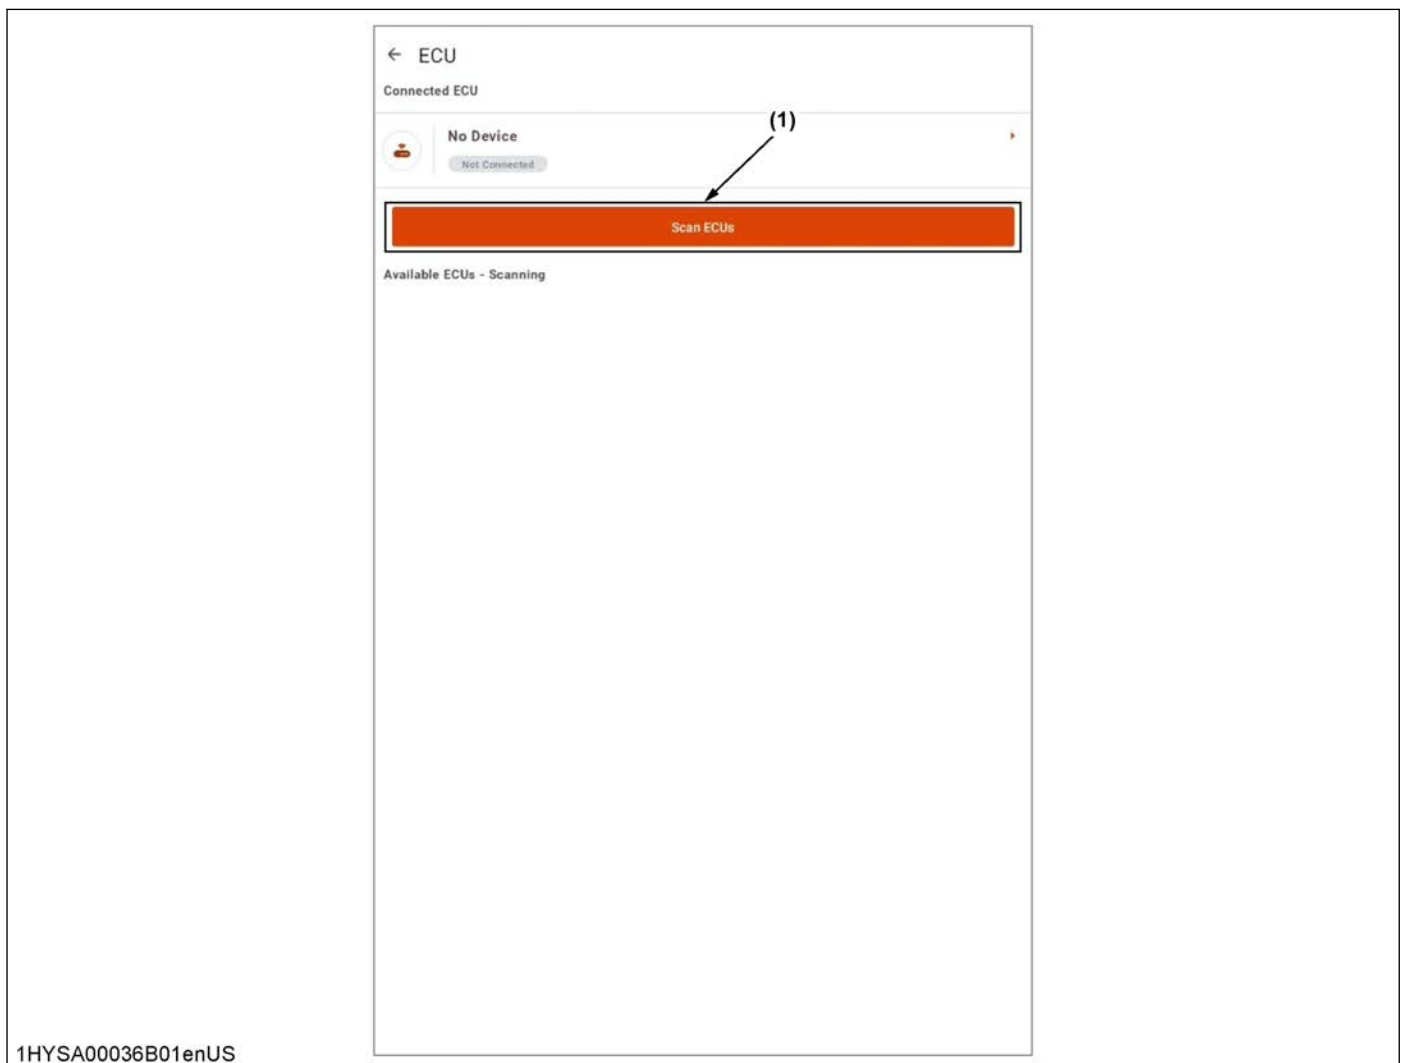 ← ECU
Connected ECU
(1)
No Device
Not Connected
Scan ECUs
Available ECUs - Scanning
1HYSA00036B01enUS